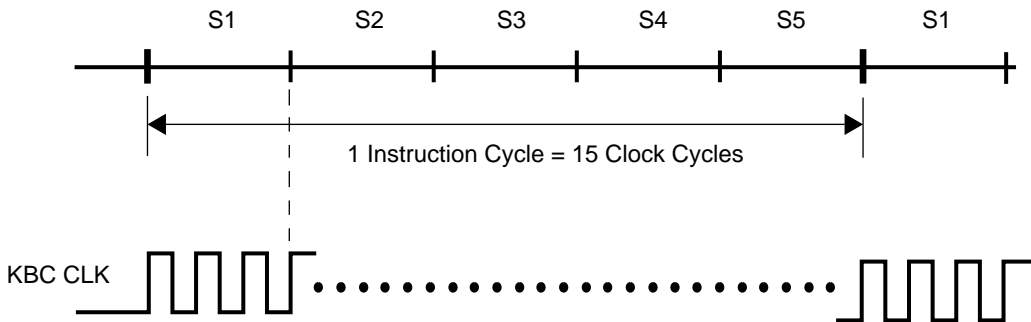 S1 S2 S3 S4 S5 S1
1 Instruction Cycle = 15 Clock Cycles
KBC CLK